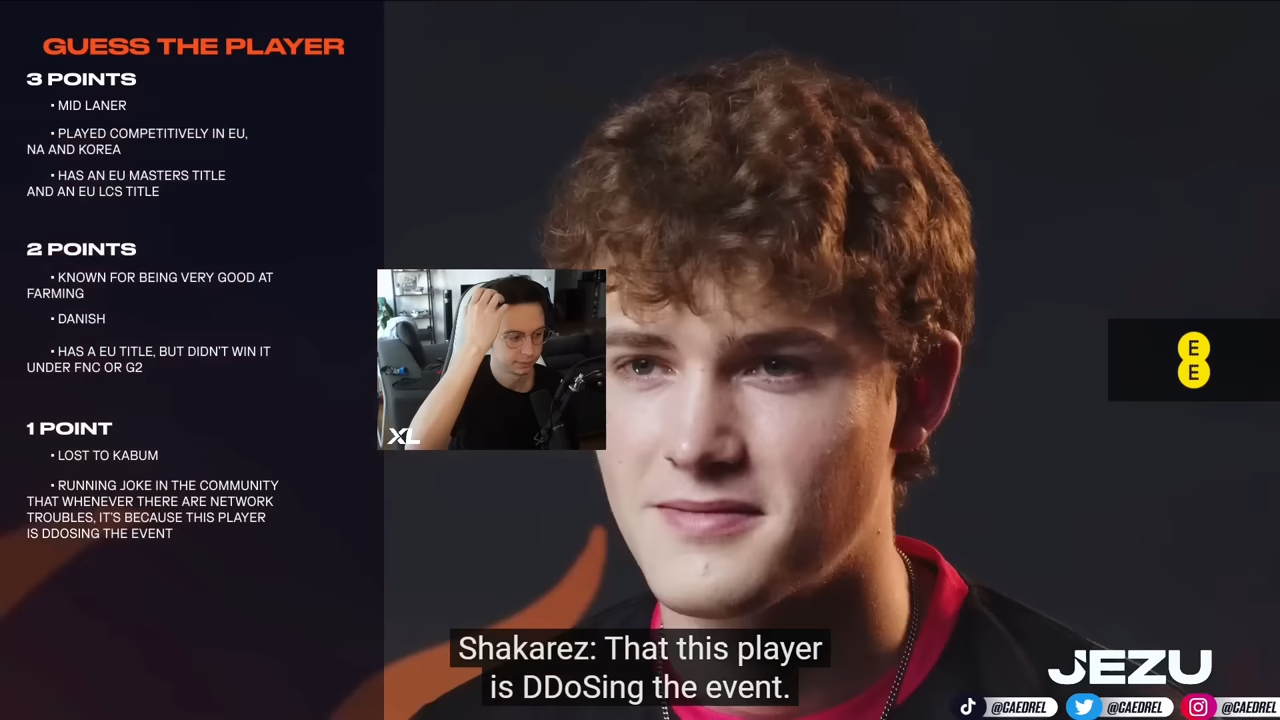 GUESS THE PLAYER
3 POINTS
• MID LANER
• PLAYED COMPETITIVELY IN EU,
NA AND KOREA
• HAS AN EU MASTERS TITLE
AND AN EU LCS TITLE
2 POINTS
• KNOWN FOR BEING VERY GOOD AT
FARMING
• DANISH
• HAS A EU TITLE, BUT DIDN'T WIN IT
UNDER FNC OR G2
1 POINT
• LOST TO KABUM
• RUNNING JOKE IN THE COMMUNITY
THAT WHENEVER THERE ARE NETWORK
TROUBLES, IT'S BECAUSE THIS PLAYER
IS DDOSING THE EVENT
XL
E
E
Shakarez: That this player
is DDoSing the event.
JEZU
@CAEDREL
@CAEDREL
@CAEDREL